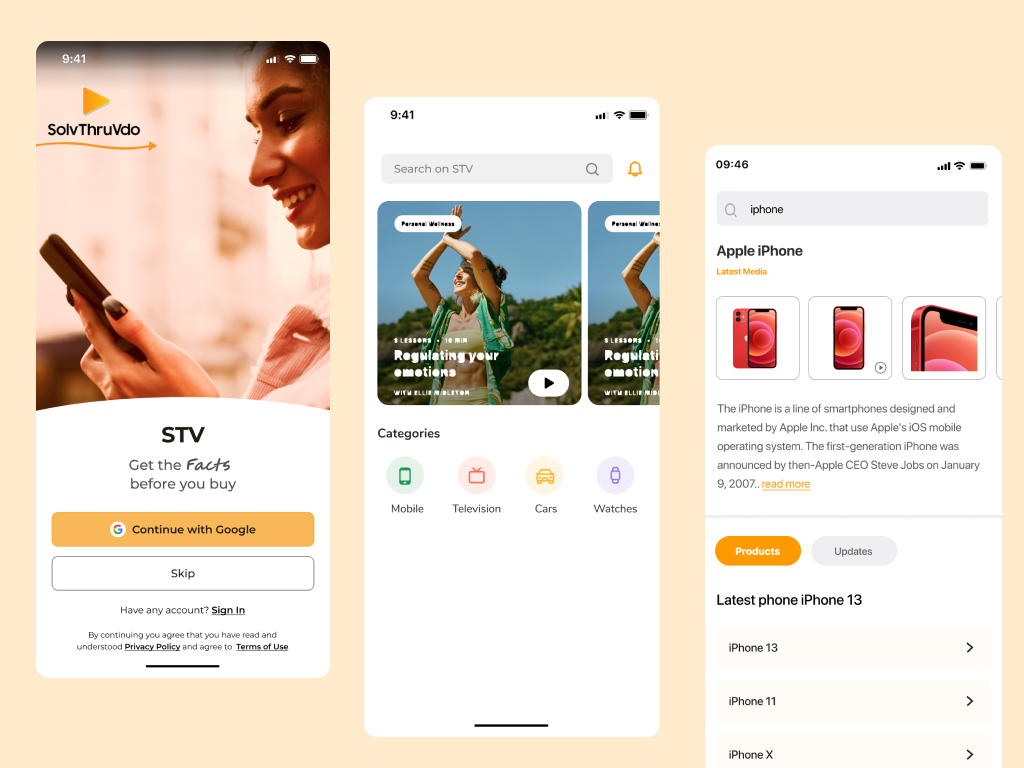 9:41
SolvThruVdo
STV
Get the Facts
before you buy
Continue with Google
Skip
Have any account? Sign In
By continuing you agree that you have read and
understood Privacy Policy and agree to Terms of Use
9:41
Search on STV
Personal Wellness
5 LESSONS • 10 MIN
Regulating your
emotions
WITH ELLIE MIDLETON
Personal Wellness
5 LESSONS • 10 MIN
Regulati
emotion
WITH ELLIE MIDLE
Categories
Mobile
Television
Cars
Watches
09:46
iphone
Apple iPhone
Latest Media
The iPhone is a line of smartphones designed and
marketed by Apple Inc. that use Apple's iOS mobile
operating system. The first-generation iPhone was
announced by then-Apple CEO Steve Jobs on January
9, 2007.. read more
Products
Updates
Latest phone iPhone 13
iPhone 13
iPhone 11
iPhone X